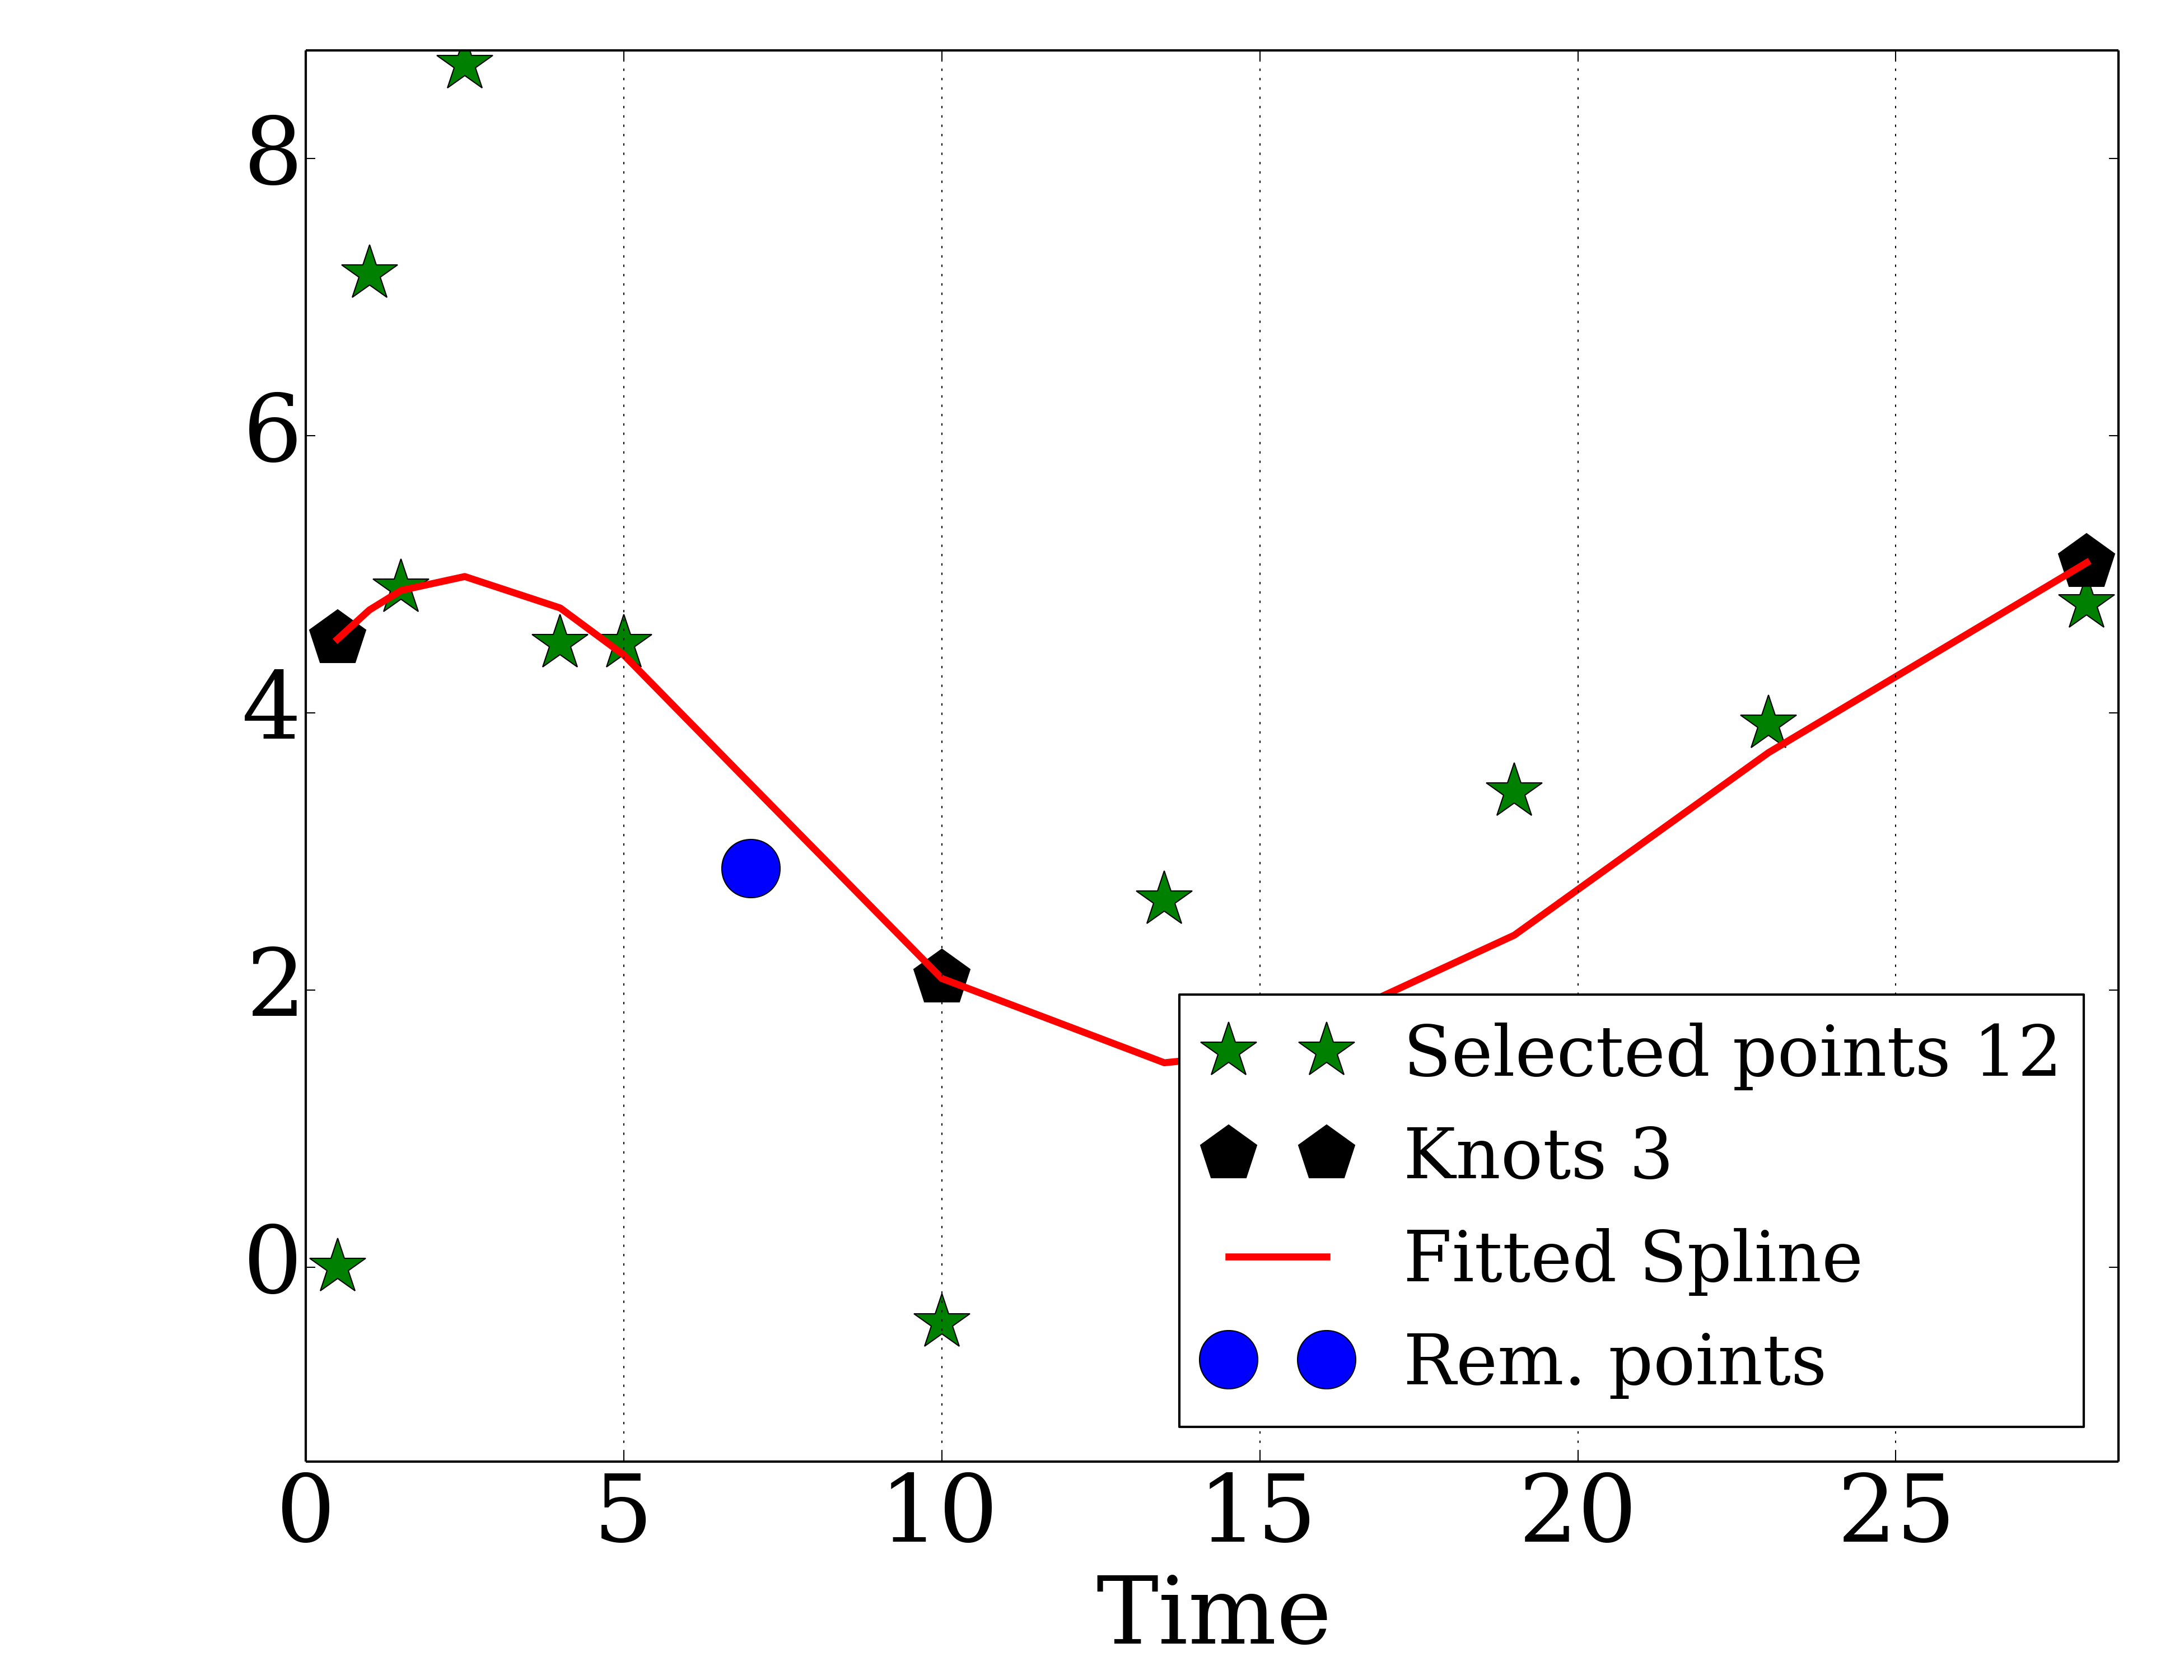 8
6
4
2
0
0 5 10 15 20 25
Time
Selected points 12
Knots 3
Fitted Spline
Rem. points